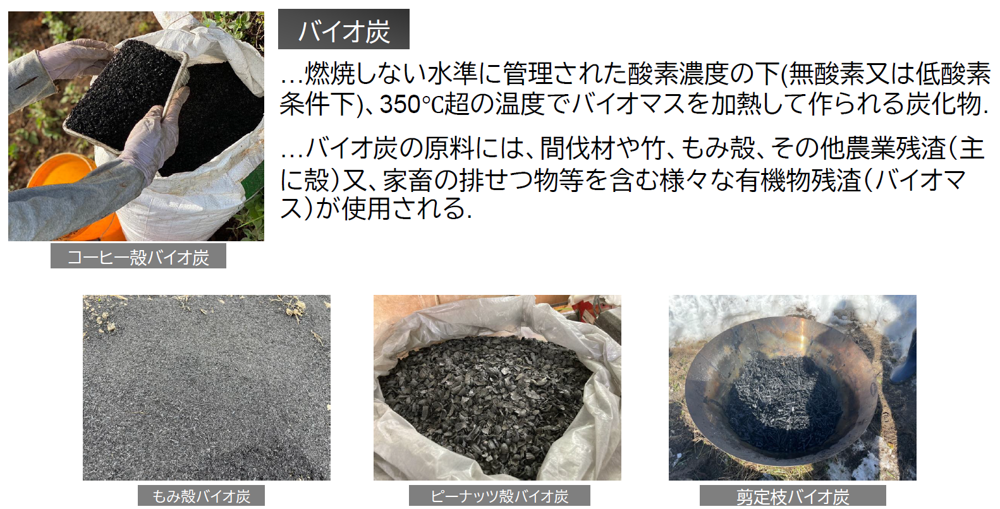 バイオ炭
…燃焼しない水準に管理された酸素濃度の下(無酸素又は低酸素
条件下)、350℃超の温度でバイオマスを加熱して作られる炭化物.
…バイオ炭の原料には、間伐材や竹、もみ殻、その他農業残渣（主
に殻）又、家畜の排せつ物等を含む様々な有機物残渣（バイオマ
ス）が使用される.
コーヒー殻バイオ炭
もみ殻バイオ炭
ピーナッツ殻バイオ炭
剪定枝バイオ炭